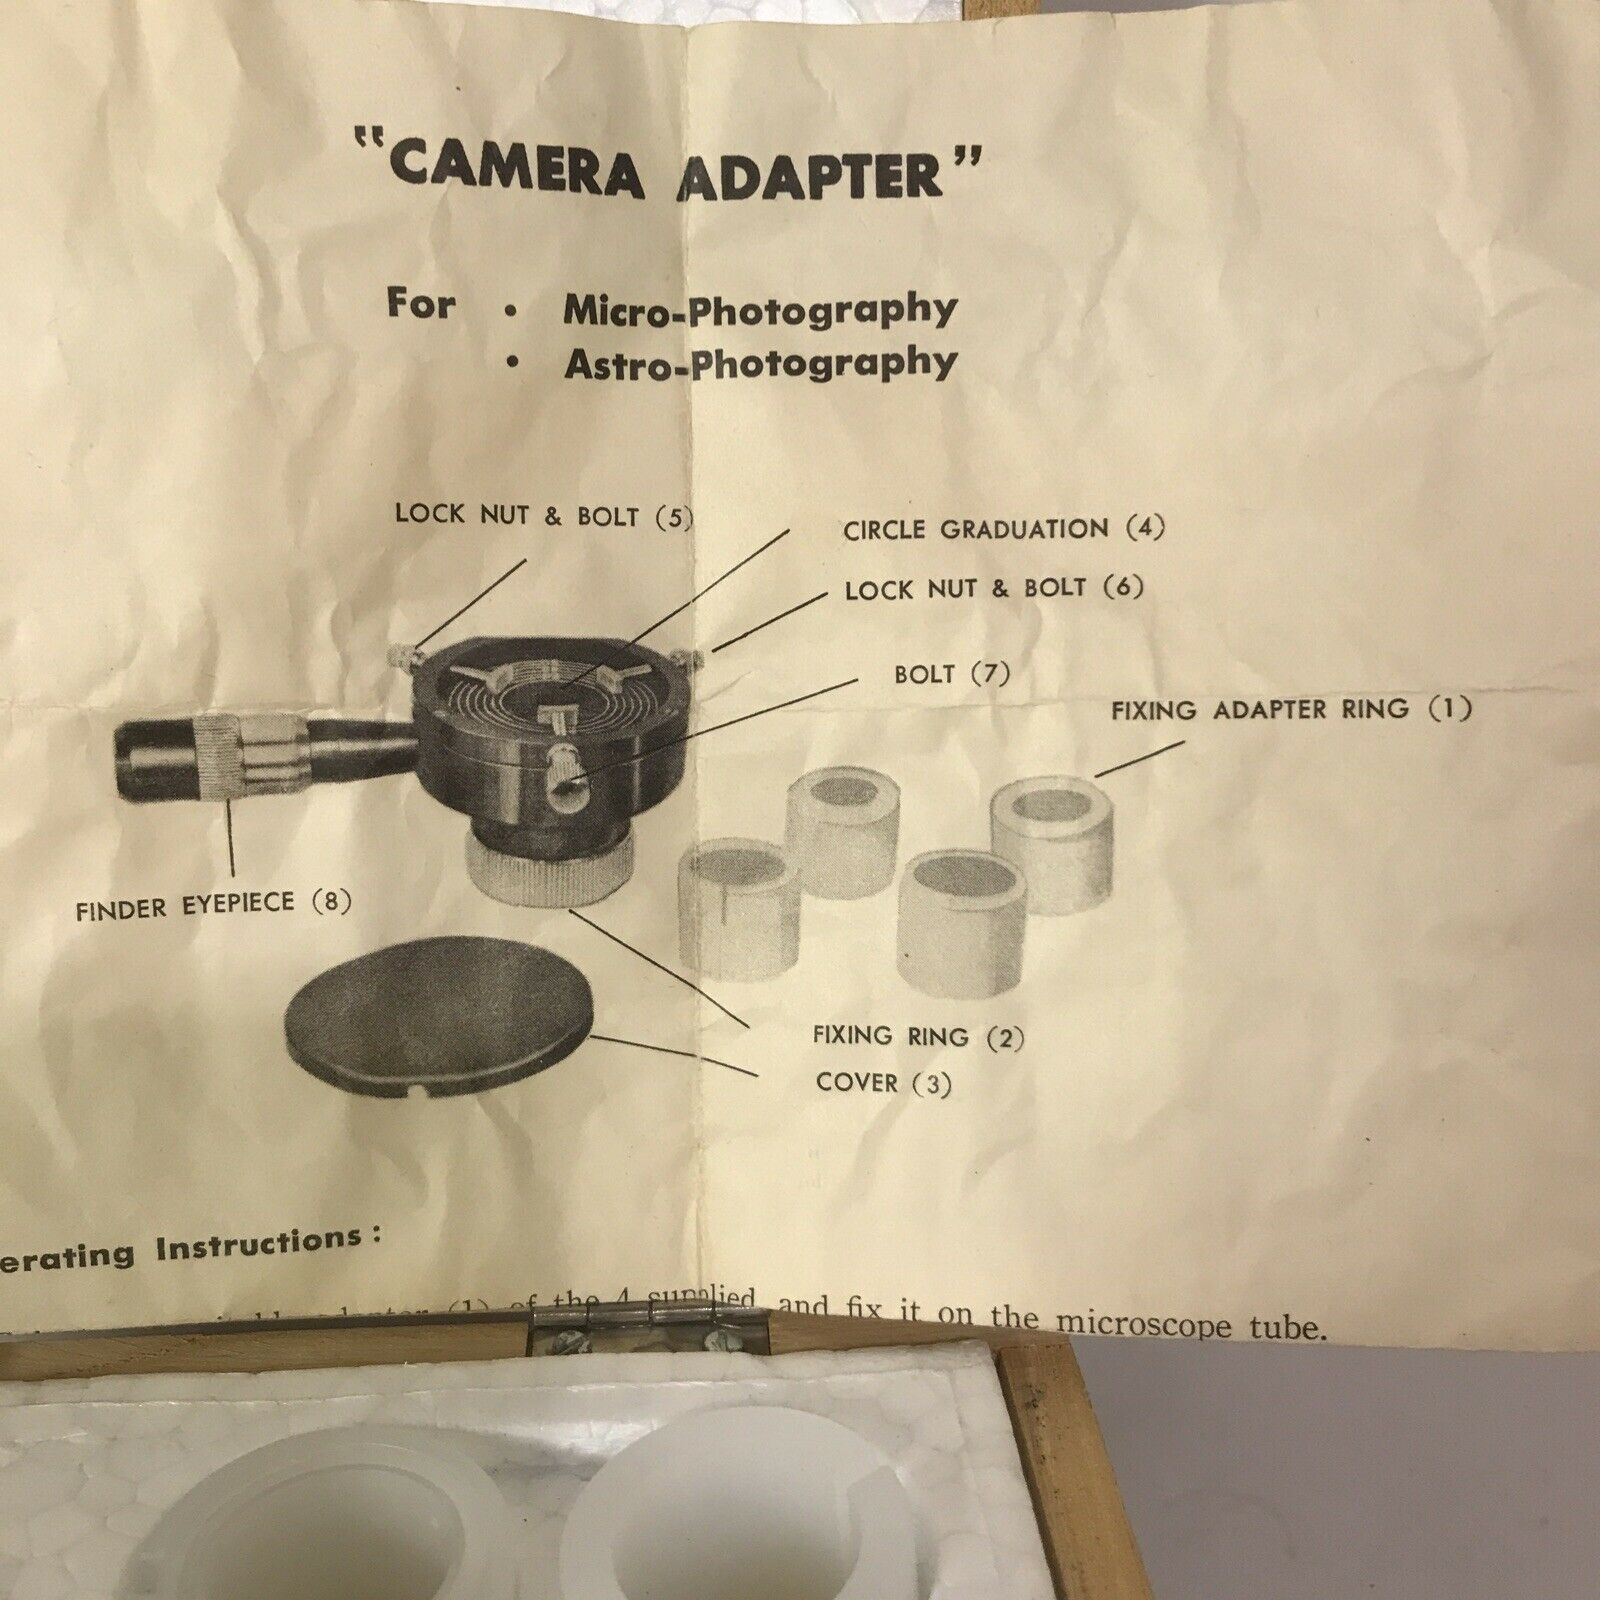 "CAMERA ADAPTER"
For • Micro-Photography
• Astro-Photography
LOCK NUT & BOLT (5)
CIRCLE GRADUATION (4)
LOCK NUT & BOLT (6)
BOLT (7)
FIXING ADAPTER RING (1)
FINDER EYEPIECE (8)
FIXING RING (2)
COVER (3)
erating Instructions:
adapter (1) of the 4 supplied and fix it on the microscope tube.